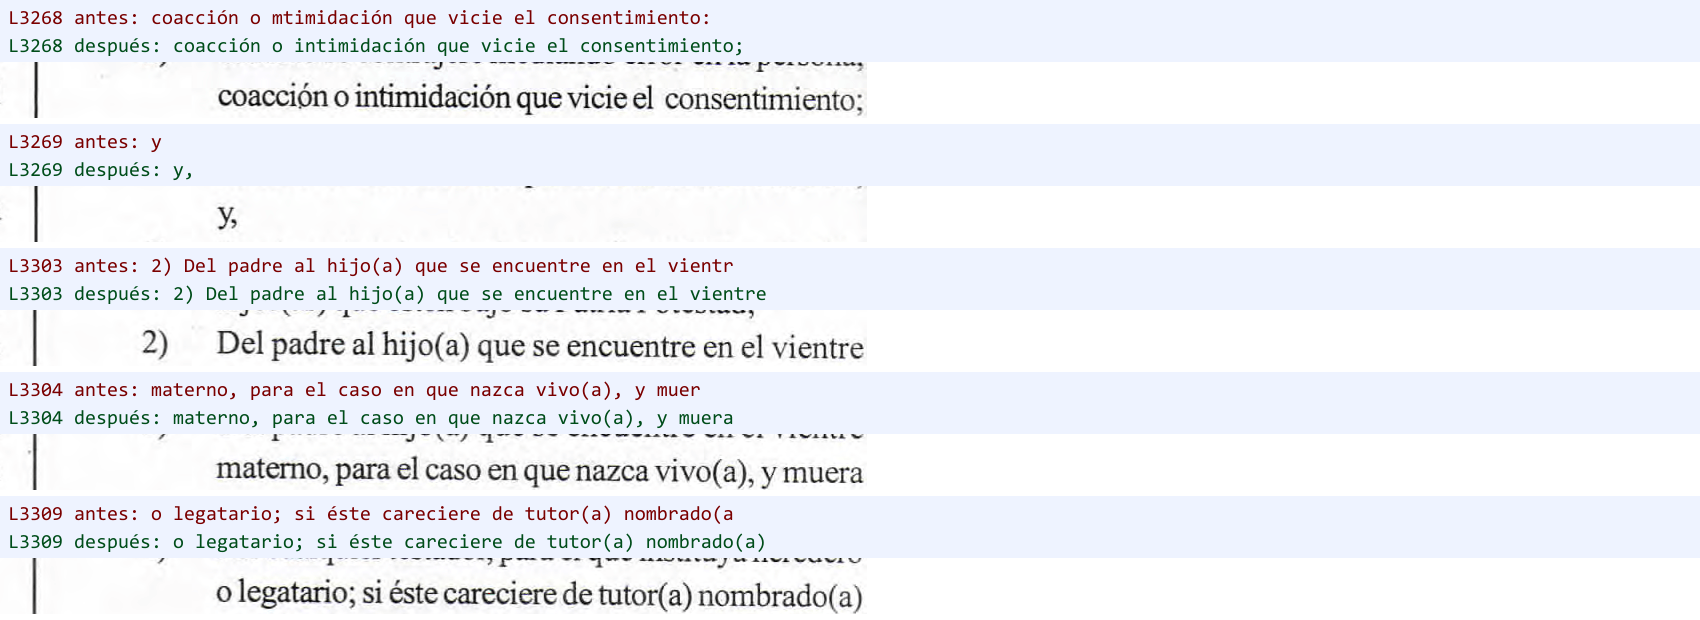 L3268 antes: coacción o mtimidación que vicie el consentimiento:
L3268 después: coacción o intimidación que vicie el consentimiento;
coacción o intimidación que vicie el consentimiento;
L3269 antes: y
L3269 después: y,
y,
L3303 antes: 2) Del padre al hijo(a) que se encuentre en el vientr
L3303 después: 2) Del padre al hijo(a) que se encuentre en el vientre
2) Del padre al hijo(a) que se encuentre en el vientre
L3304 antes: materno, para el caso en que nazca vivo(a), y muer
L3304 después: materno, para el caso en que nazca vivo(a), y muera
materno, para el caso en que nazca vivo(a), y muera
L3309 antes: o legatario; si éste careciere de tutor(a) nombrado(a
L3309 después: o legatario; si éste careciere de tutor(a) nombrado(a)
o legatario; si éste careciere de tutor(a) nombrado(a)